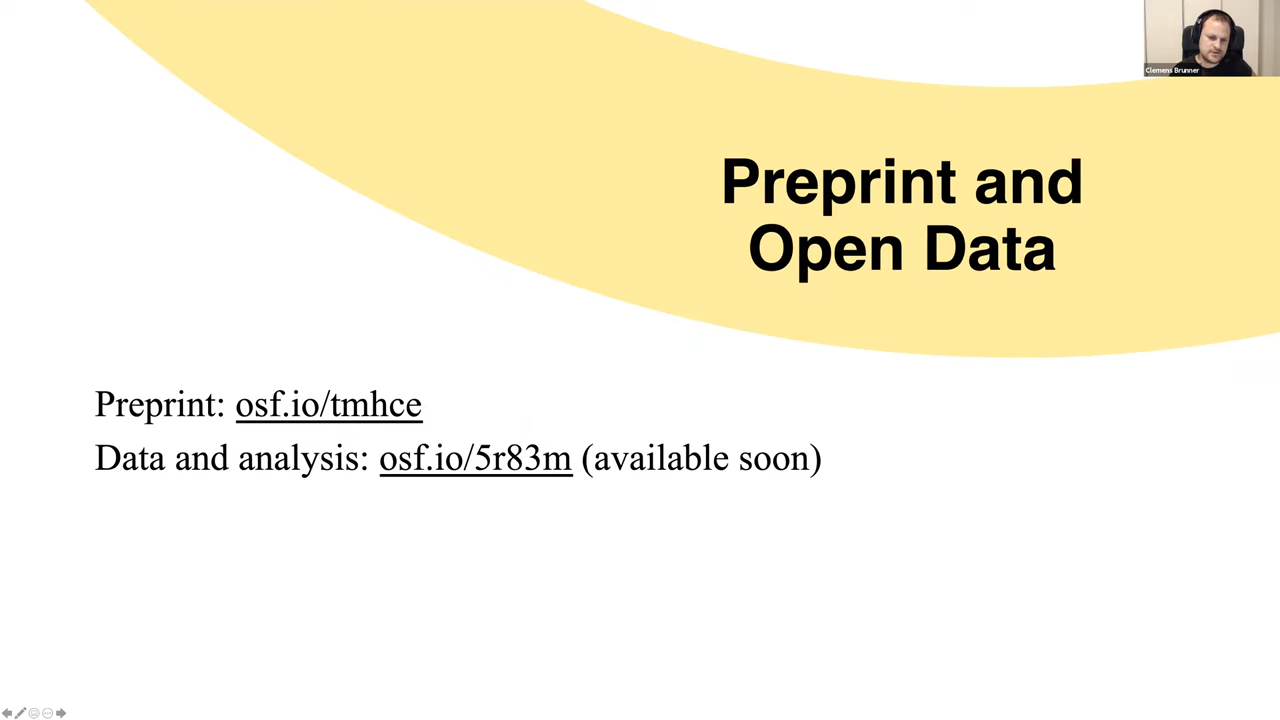 Clemens Brunner
Preprint and
Open Data
Preprint: osf.io/tmhce
Data and analysis: osf.io/5r83m (available soon)